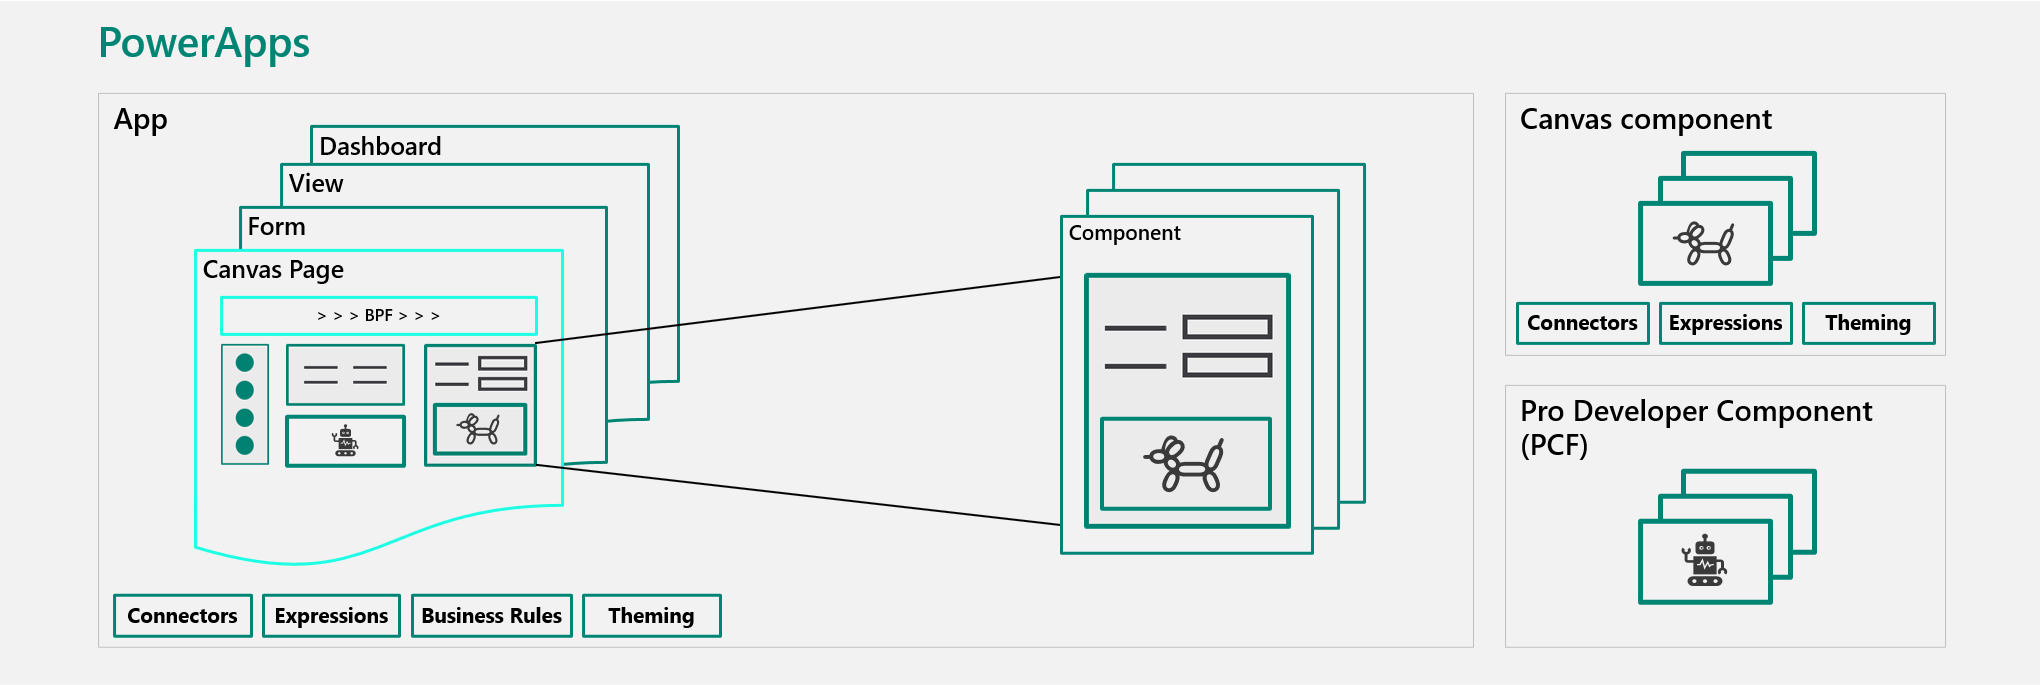 PowerApps
App
Dashboard
View
Form
Canvas Page
> > > BPF > > >
Component
Connectors
Expressions
Business Rules
Theming
Canvas component
Connectors
Expressions
Theming
Pro Developer Component
(PCF)